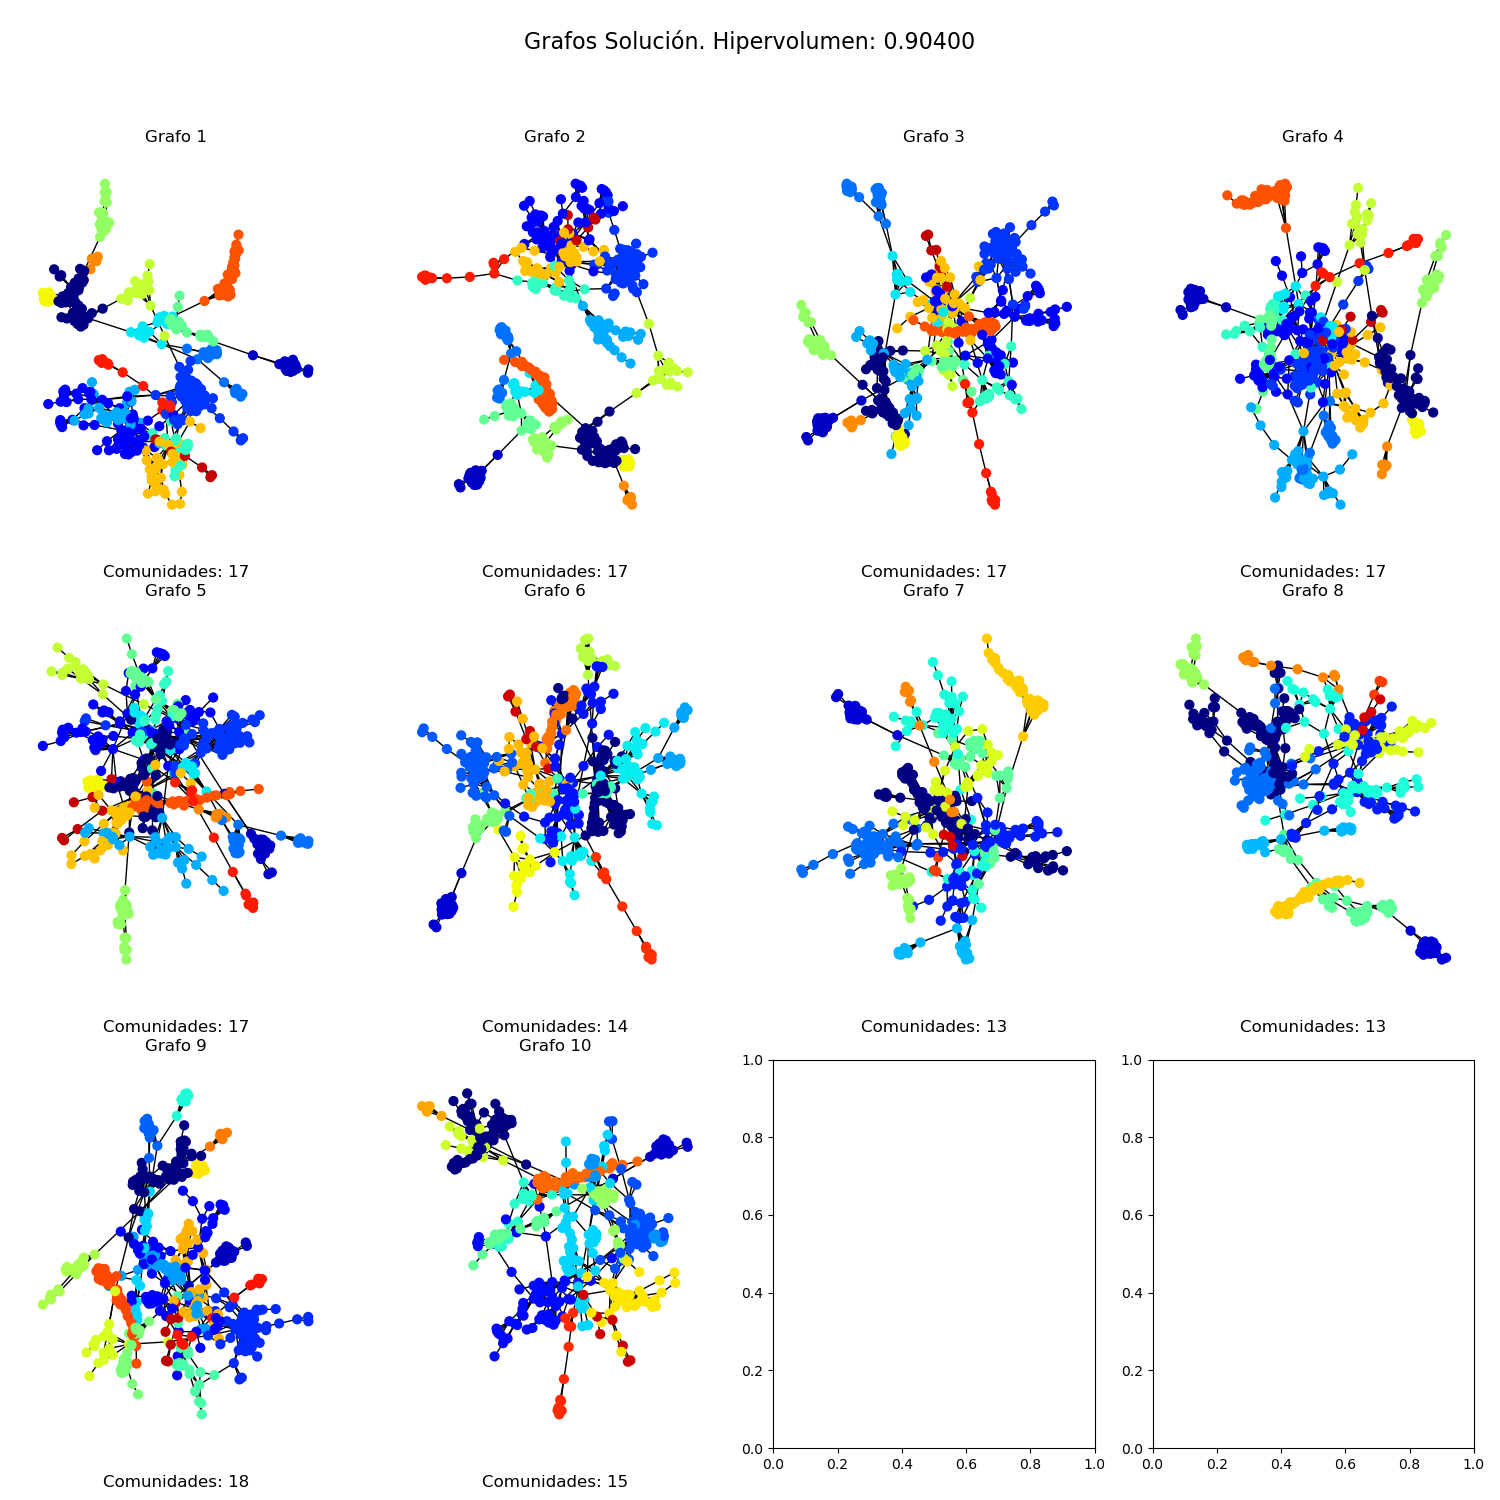 Grafos Solución. Hipervolumen: 0.90400
Grafo 1
Grafo 2
Grafo 3
Grafo 4
Comunidades: 17
Comunidades: 17
Comunidades: 17
Comunidades: 17
Grafo 5
Grafo 6
Grafo 7
Grafo 8
Comunidades: 17
Comunidades: 14
Comunidades: 13
Comunidades: 13
Grafo 9
Grafo 10
Comunidades: 18
Comunidades: 15
1.0
0.8
0.6
0.4
0.2
0.0
0.0 0.2 0.4 0.6 0.8 1.0
1.0
0.8
0.6
0.4
0.2
0.0
0.0 0.2 0.4 0.6 0.8 1.0